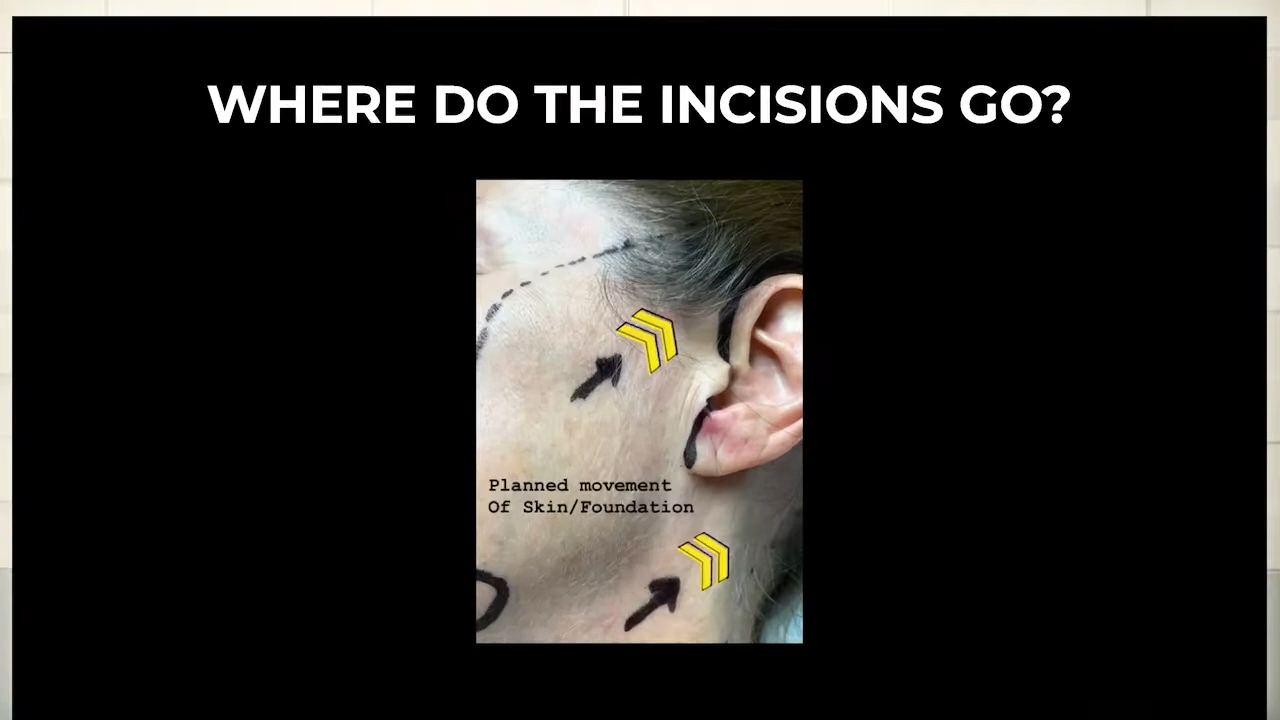 WHERE DO THE INCISIONS GO?
Planned movement
Of Skin/Foundation